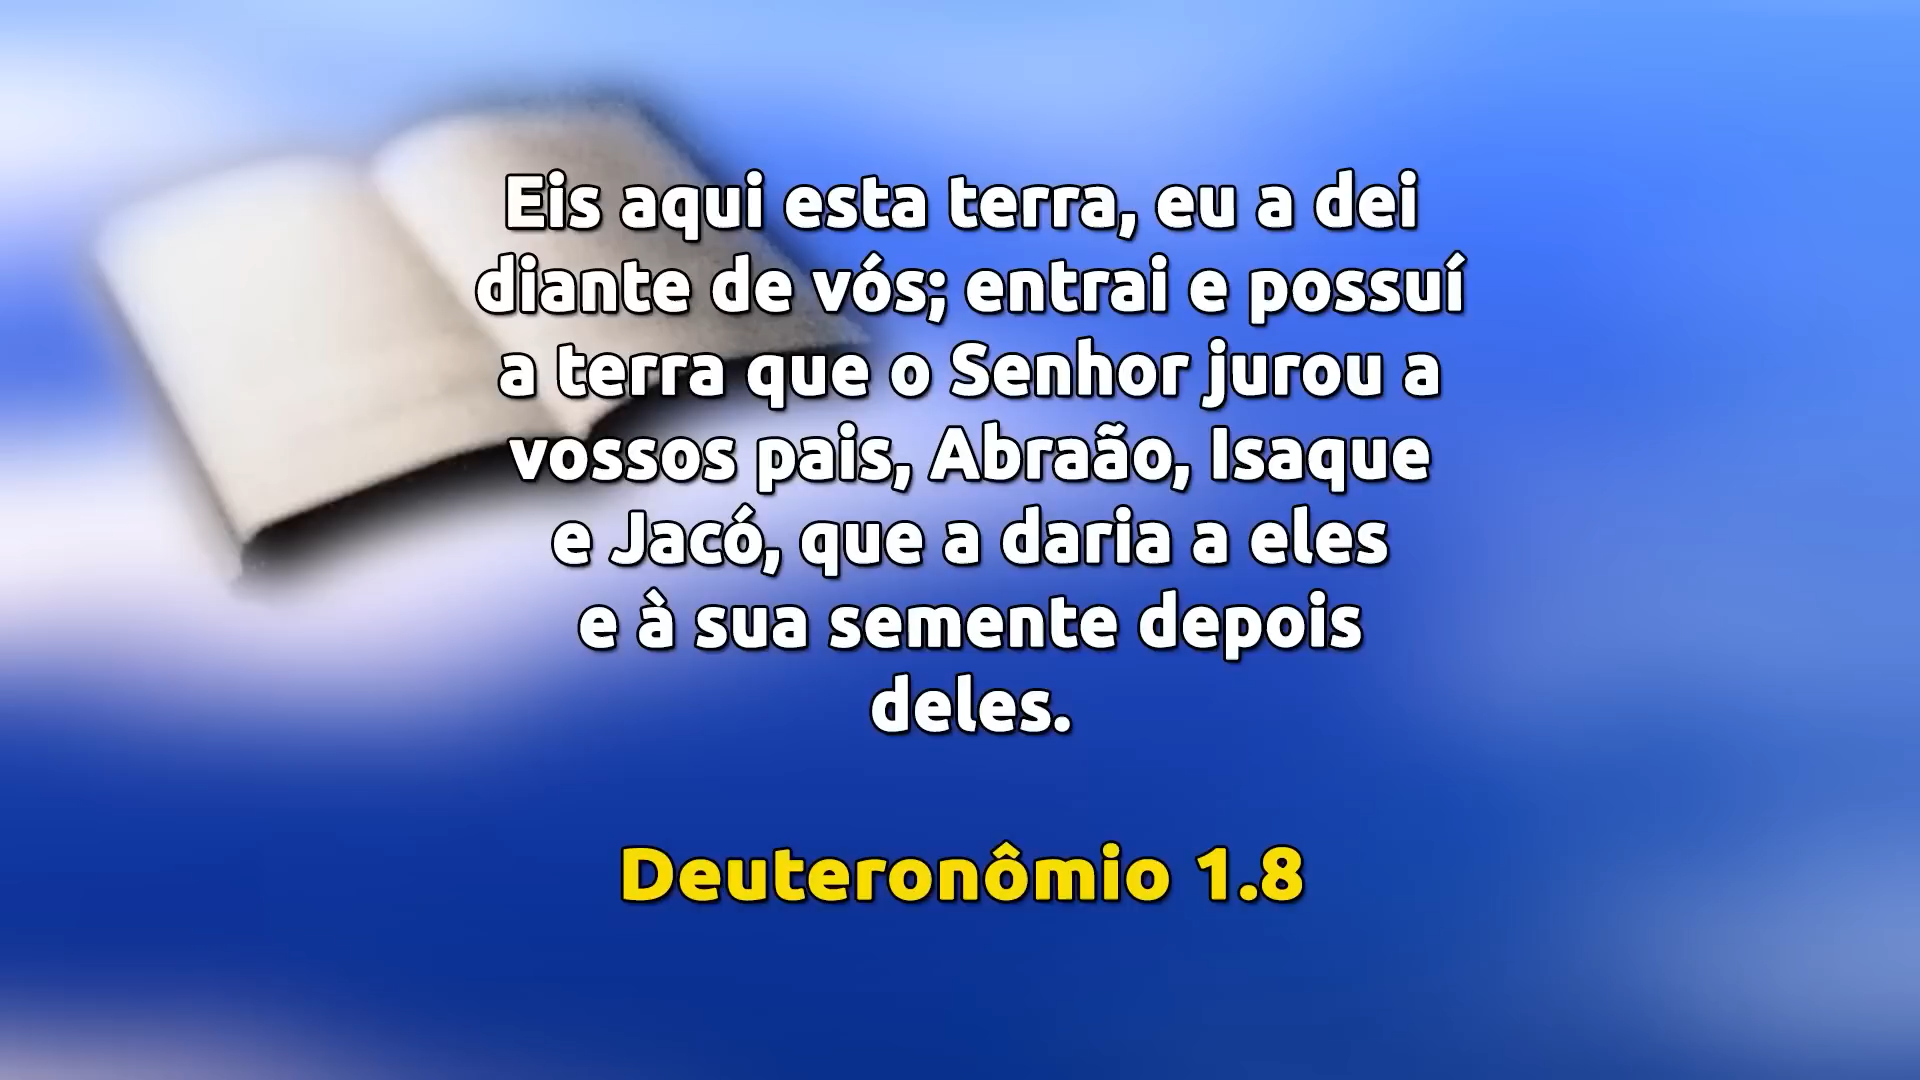 Eis aqui esta terra, eu a dei
diante de vós; entrai e possuí
a terra que o Senhor jurou a
vossos pais, Abraão, Isaque
e Jacó, que a daria a eles
e à sua semente depois
deles.
Deuteronômio 1.8